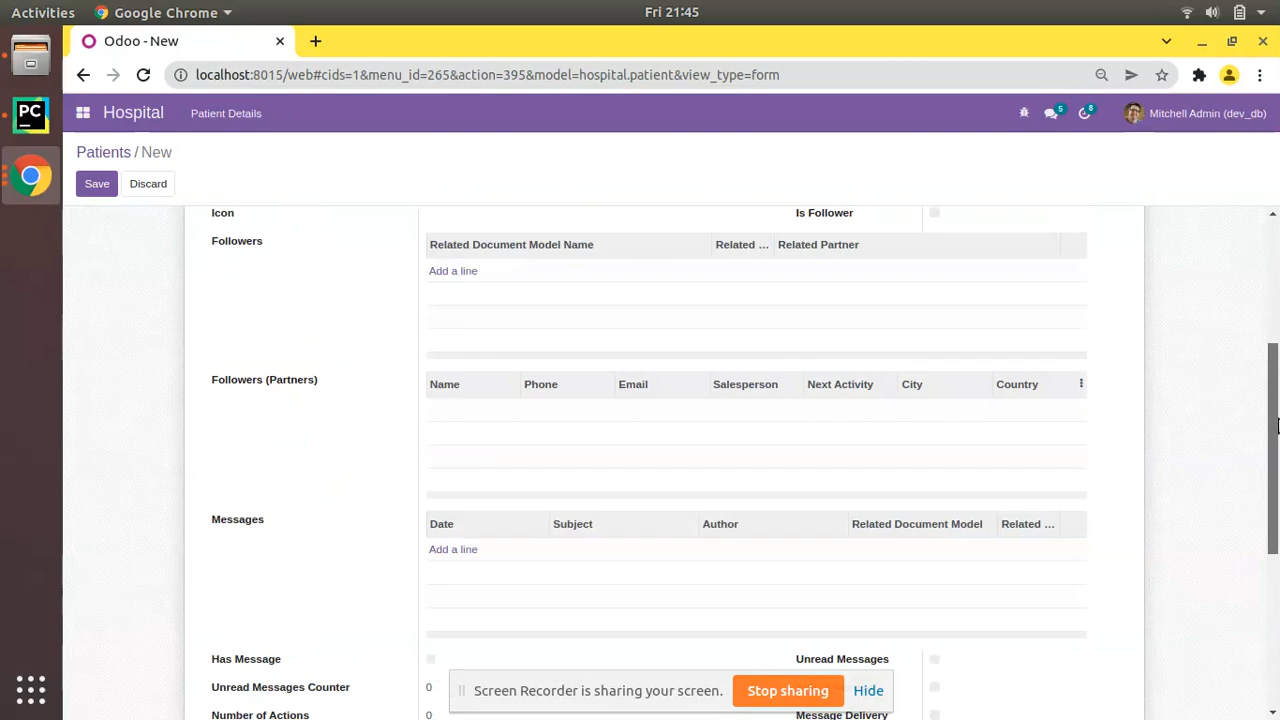 Activities Google Chrome Fri 21:45
Odoo - New
localhost:8015/web#cids=1&menu_id=265&action=395&model=hospital.patient&view_type=form
Hospital Patient Details 5 8 Mitchell Admin (dev_db)
PC
Patients / New
Save Discard
Icon Is Follower
Followers Related Document Model Name Related ... Related Partner
Add a line
Followers (Partners) Name Phone Email Salesperson Next Activity City Country
Messages Date Subject Author Related Document Model Related ...
Add a line
Has Message Unread Messages
Unread Messages Counter 0
Screen Recorder is sharing your screen. Stop sharing Hide
Number of Actions 0 Message Delivery